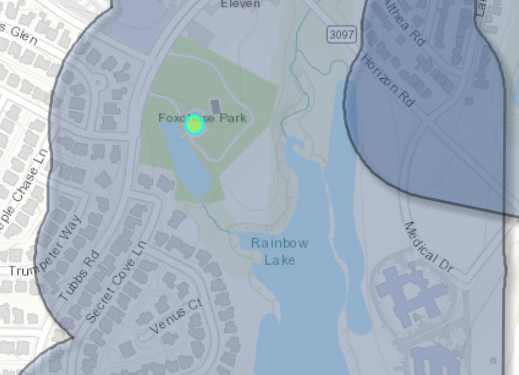 Eleven
3097
Althea Rd
Horizon Rd
Glen
Foxchase Park
ple Chase Ln
Trumpeter Way
Tubbs Rd
Secret Cove Ln
Venus Ct
Rainbow
Lake
Medical Dr